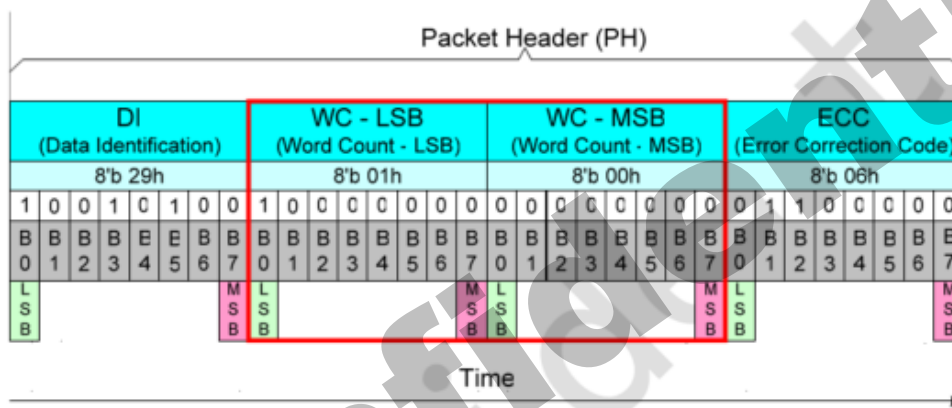 Packet Header (PH)
DI WC - LSB WC - MSB ECC
(Data Identification) (Word Count - LSB) (Word Count - MSB) (Error Correction Code)
8'b 29h 8'b 01h 8'b 00h 8'b 06h
1 0 0 1 0 1 0 0 1 0 0 0 0 0 0 0 0 0 0 0 0 0 0 0 0 1 1 0 0 0 0 0
B B B B E E B B B B B B B B B B B B B B B B B B B B B B B B B B
0 1 2 3 4 5 6 7 0 1 2 3 4 5 6 7 0 1 2 3 4 5 6 7 0 1 2 3 4 5 6 7
L M L M L M L M
S S S S S S S S
B B B B B B B B
Time